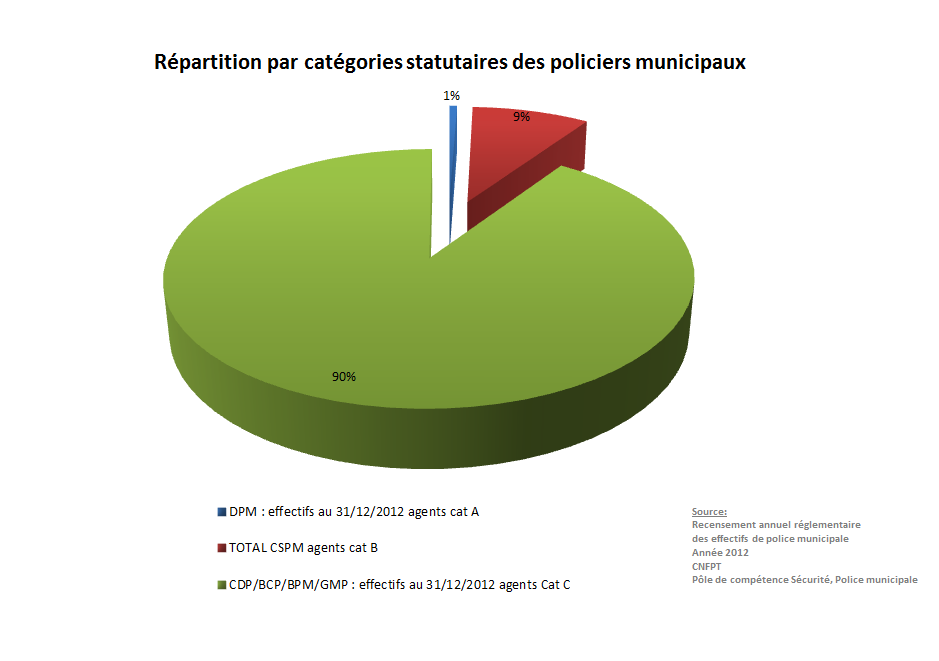 Répartition par catégories statutaires des policiers municipaux
1%
9%
90%
DPM : effectifs au 31/12/2012 agents cat A
TOTAL CSPM agents cat B
CDP/BCP/BPM/GMP : effectifs au 31/12/2012 agents Cat C
Source:
Recensement annuel réglementaire
des effectifs de police municipale
Année 2012
CNFPT
Pôle de compétence Sécurité, Police municipale